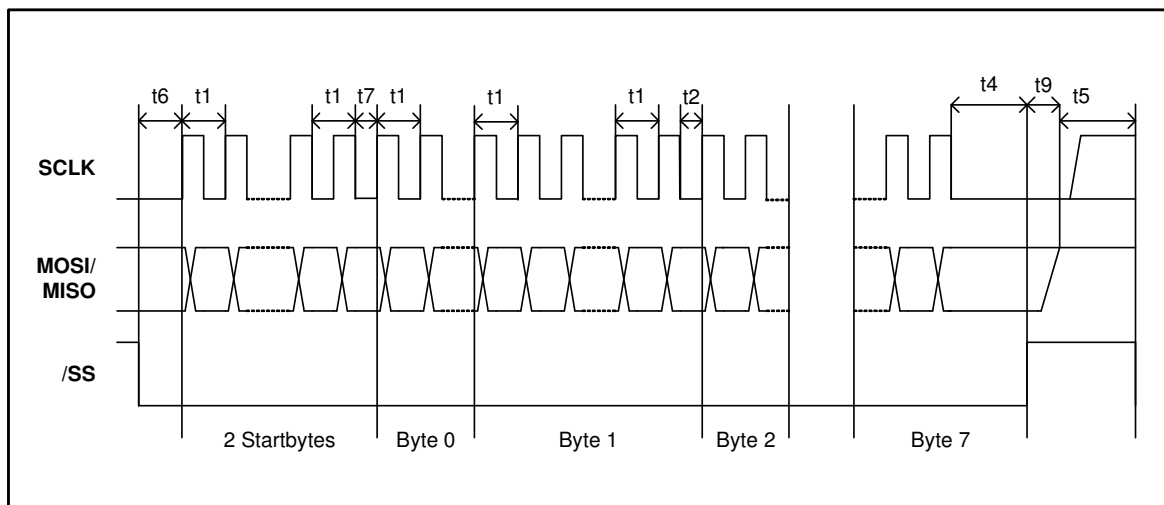 t6 t1 t1 t7 t1 t1 t1 t2 t4 t9 t5
SCLK
MOSI/
MISO
/SS
2 Startbytes Byte 0 Byte 1 Byte 2 Byte 7